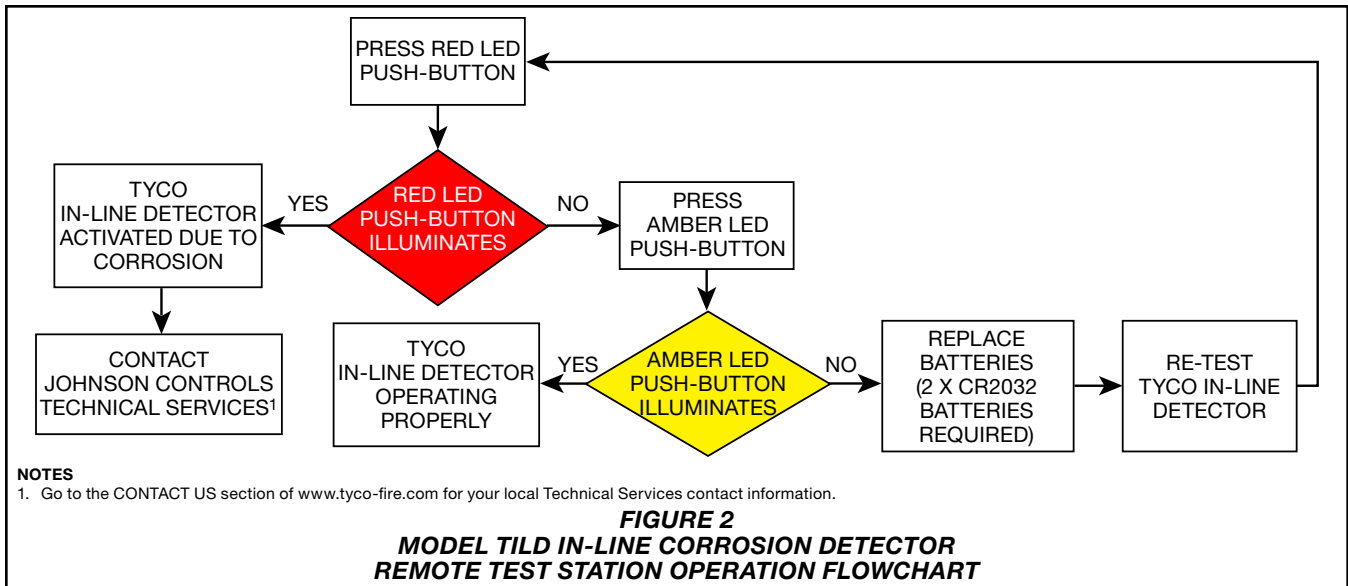 PRESS RED LED
PUSH-BUTTON
RED LED
PUSH-BUTTON
ILLUMINATES
YES
NO
TYCO
IN-LINE DETECTOR
ACTIVATED DUE TO
CORROSION
CONTACT
JOHNSON CONTROLS
TECHNICAL SERVICES¹
PRESS
AMBER LED
PUSH-BUTTON
AMBER LED
PUSH-BUTTON
ILLUMINATES
YES
NO
TYCO
IN-LINE DETECTOR
OPERATING
PROPERLY
REPLACE
BATTERIES
(2 X CR2032
BATTERIES
REQUIRED)
RE-TEST
TYCO IN-LINE
DETECTOR
NOTES
1. Go to the CONTACT US section of www.tyco-fire.com for your local Technical Services contact information.
FIGURE 2
MODEL TILD IN-LINE CORROSION DETECTOR
REMOTE TEST STATION OPERATION FLOWCHART